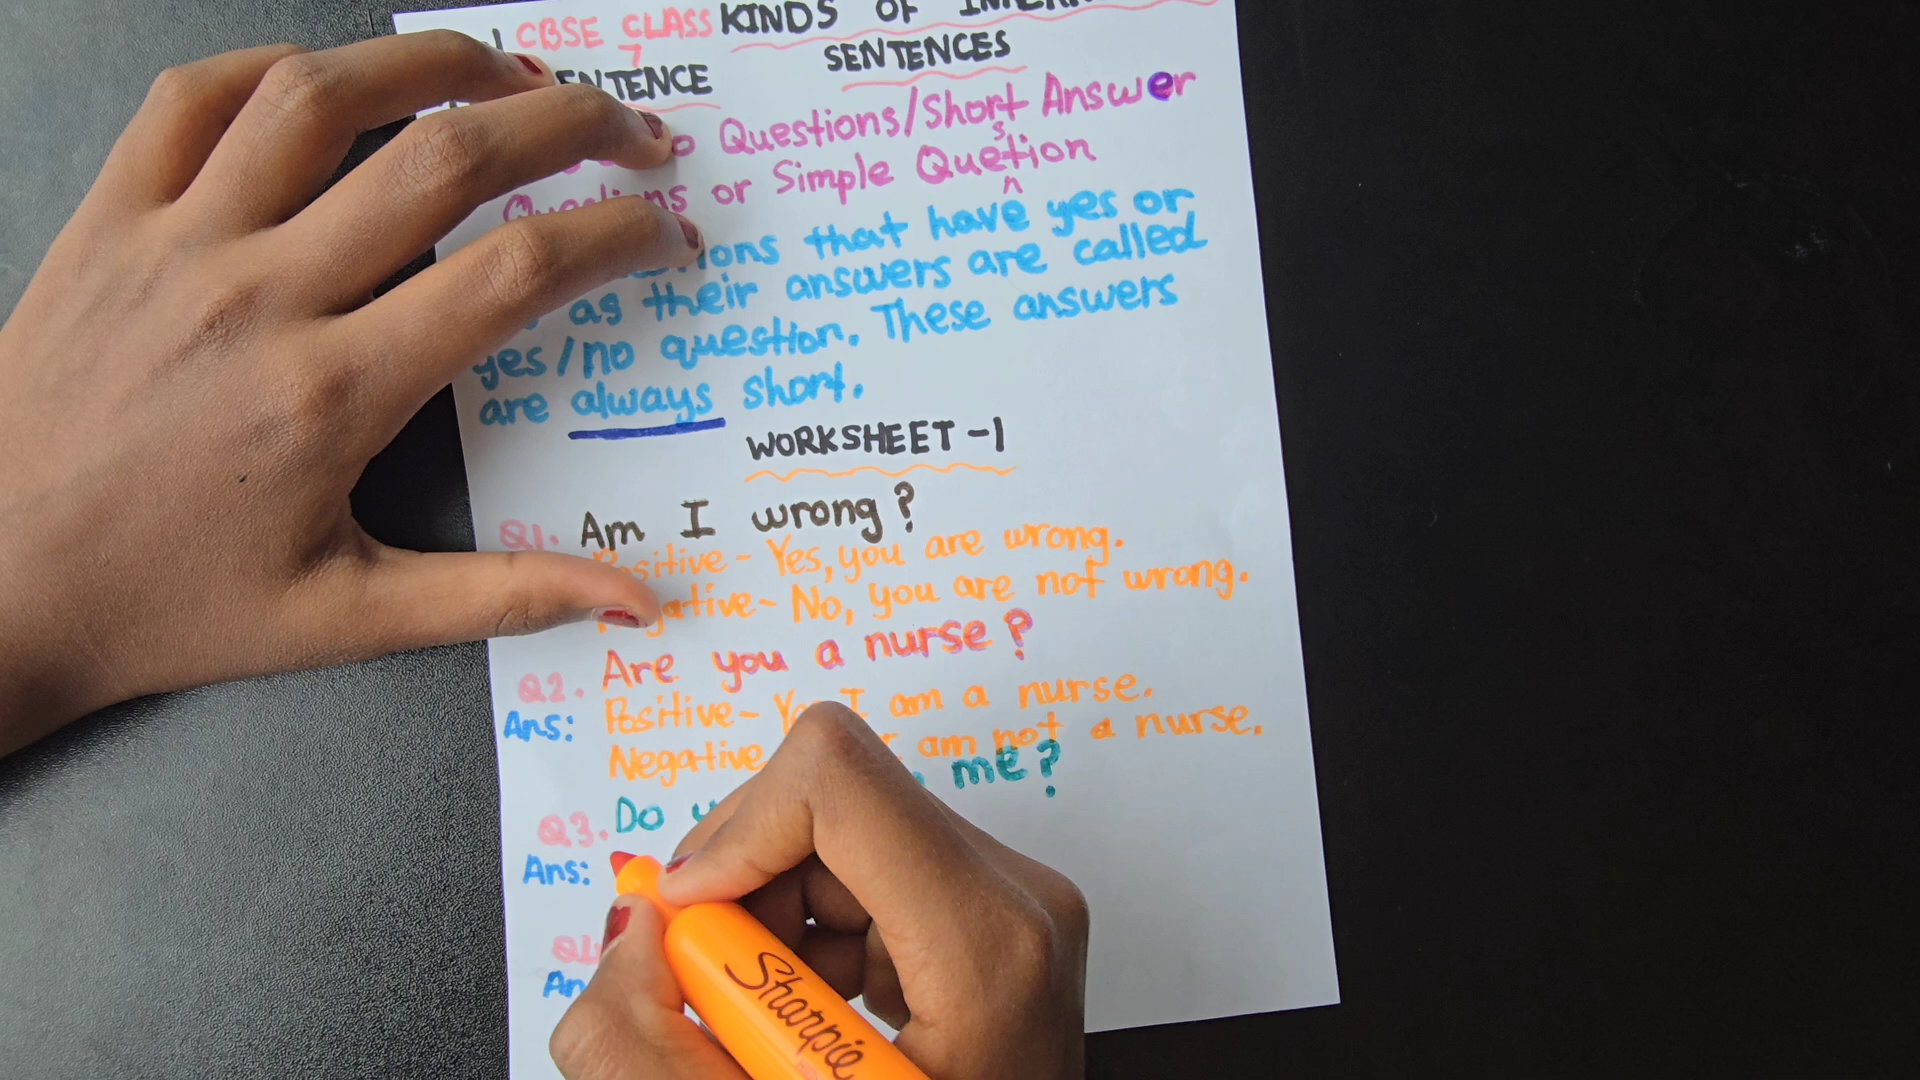 CBSE CLASS KINDS OF
7
SENTENCES
Questions/Short Answer
or Simple Question
that have yes or
as their answers are called
yes/no question. These answers
are always short.
WORKSHEET-1
Q1. Am I wrong?
Positive- Yes, you are wrong.
Negative- No, you are not wrong.
Q2. Are you a nurse?
Ans: Positive- I am a nurse.
Negative am not a nurse.
Q3. Do me?
Ans:
Sharpie